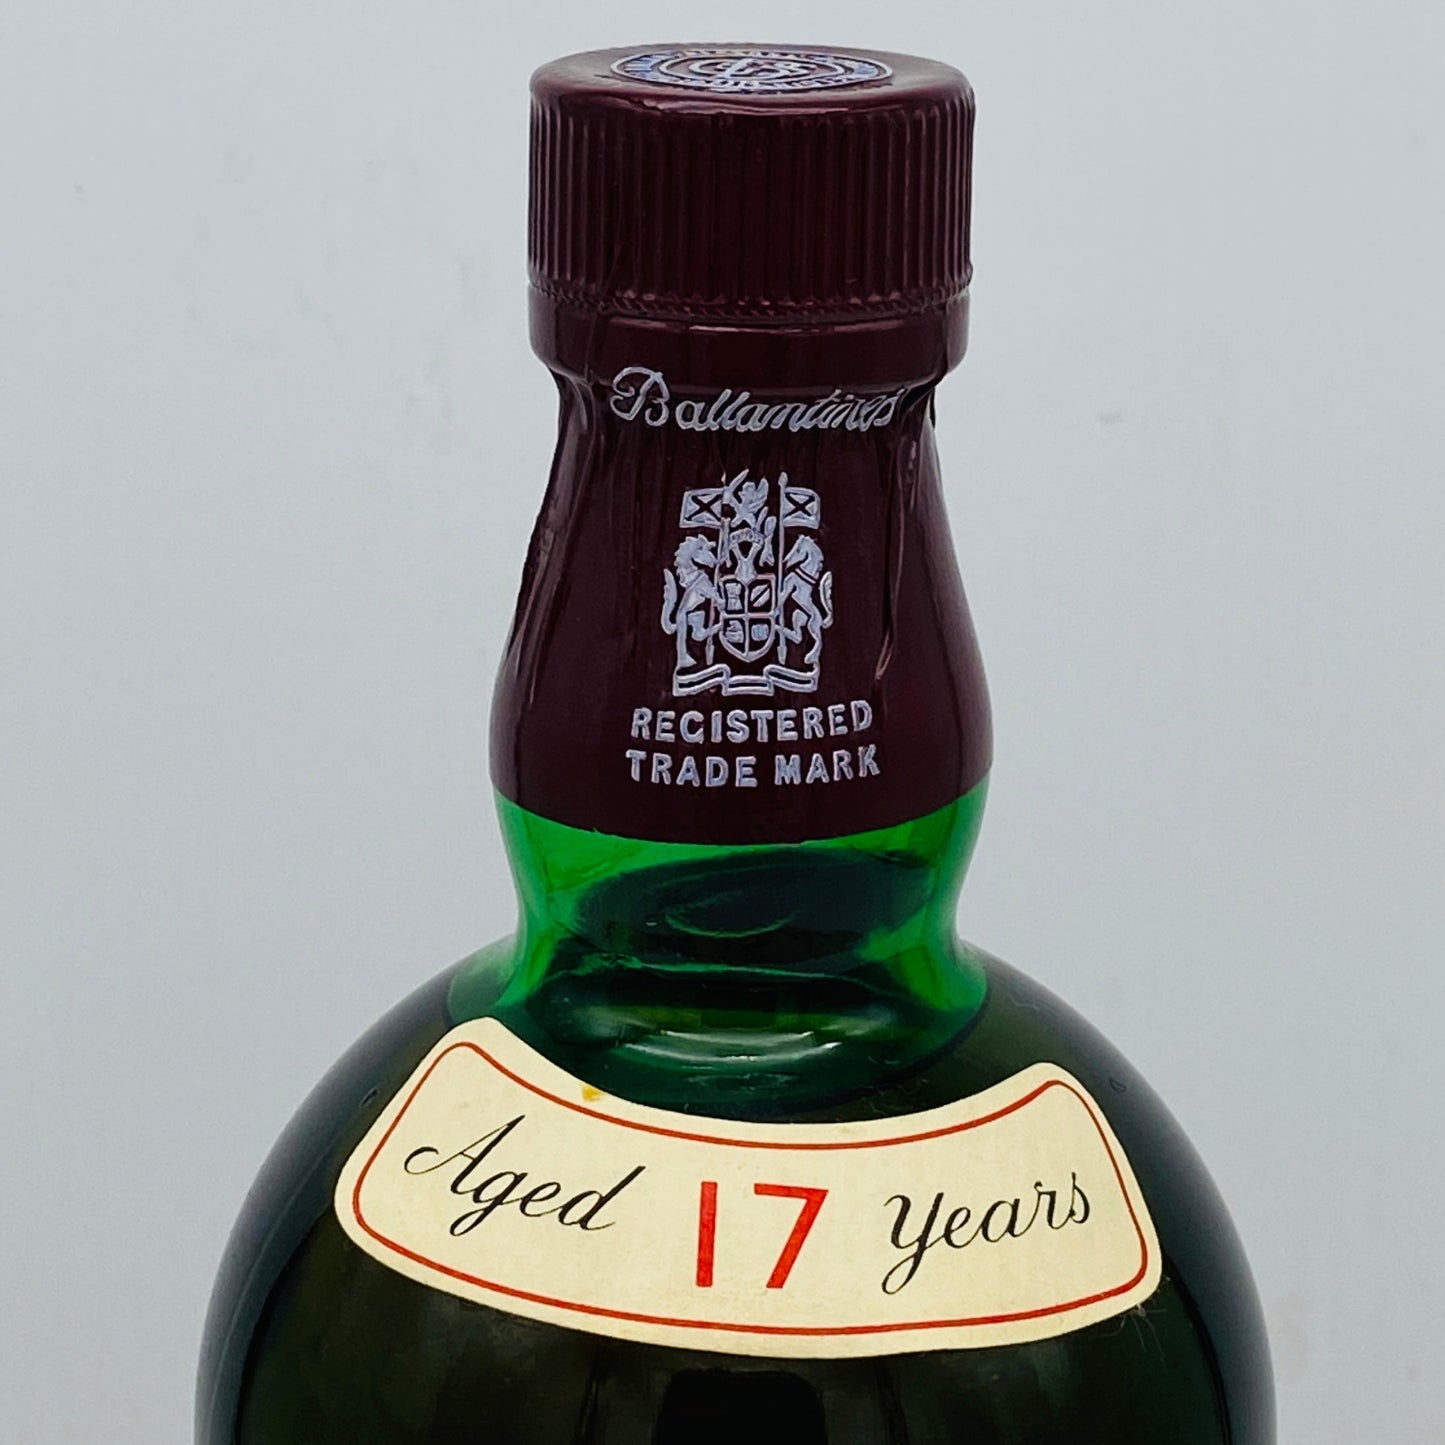 Ballantine's
REGISTERED
TRADE MARK
Aged 17 Years